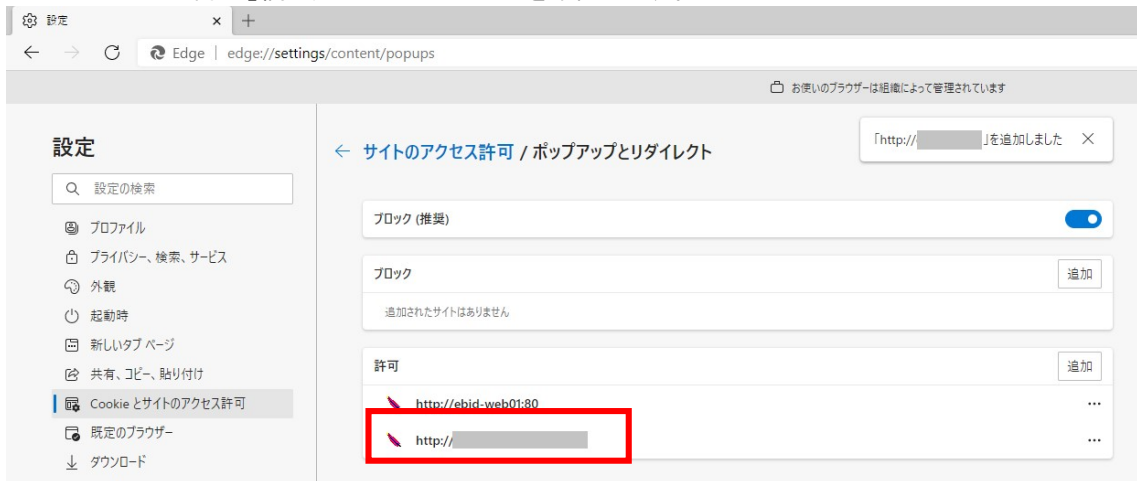 設定
Edge | edge://settings/content/popups
お使いのブラウザーは組織によって管理されています
設定
設定の検索
プロファイル
プライバシー、検索、サービス
外観
起動時
新しいタブ ページ
共有、コピー、貼り付け
Cookie とサイトのアクセス許可
既定のブラウザー
ダウンロード
サイトのアクセス許可 / ポップアップとリダイレクト
「http:// 」を追加しました
ブロック (推奨)
ブロック
追加
追加されたサイトはありません
許可
追加
http://ebid-web01:80
http://